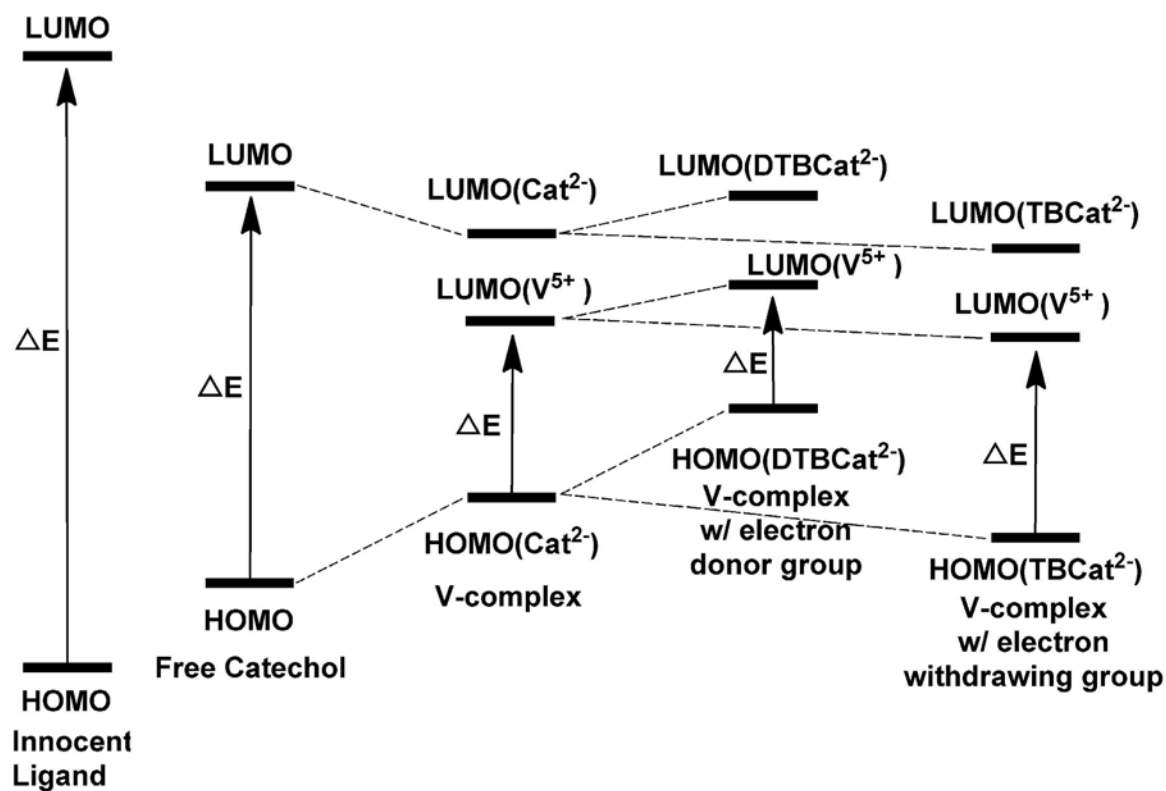 LUMO
△E
HOMO
Innocent
Ligand
LUMO
△E
HOMO
Free Catechol
LUMO(Cat²⁻)
LUMO(V⁵⁺ )
△E
HOMO(Cat²⁻)
V-complex
LUMO(DTBCat²⁻)
LUMO(V⁵⁺ )
△E
HOMO(DTBCat²⁻)
V-complex
w/ electron
donor group
LUMO(TBCat²⁻)
LUMO(V⁵⁺ )
△E
HOMO(TBCat²⁻)
V-complex
w/ electron
withdrawing group